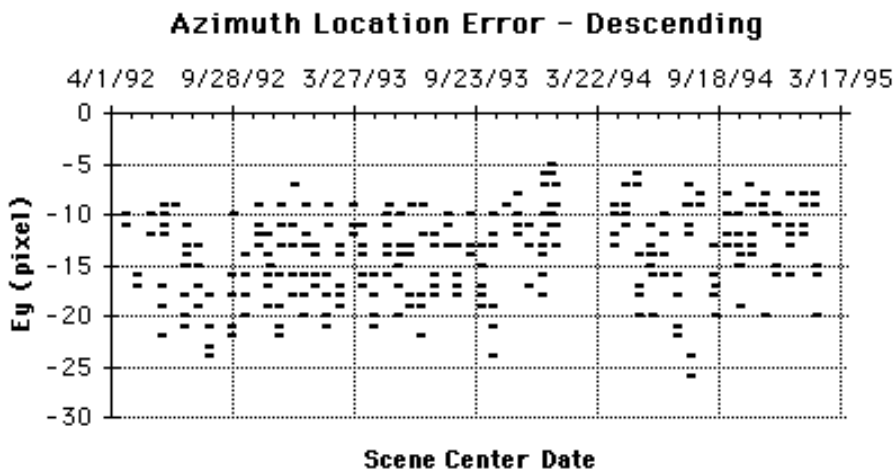 Azimuth Location Error - Descending
4/1/92 9/28/92 3/27/93 9/23/93 3/22/94 9/18/94 3/17/95
0
-5
-10
-15
-20
-25
-30
Ey (pixel)
Scene Center Date